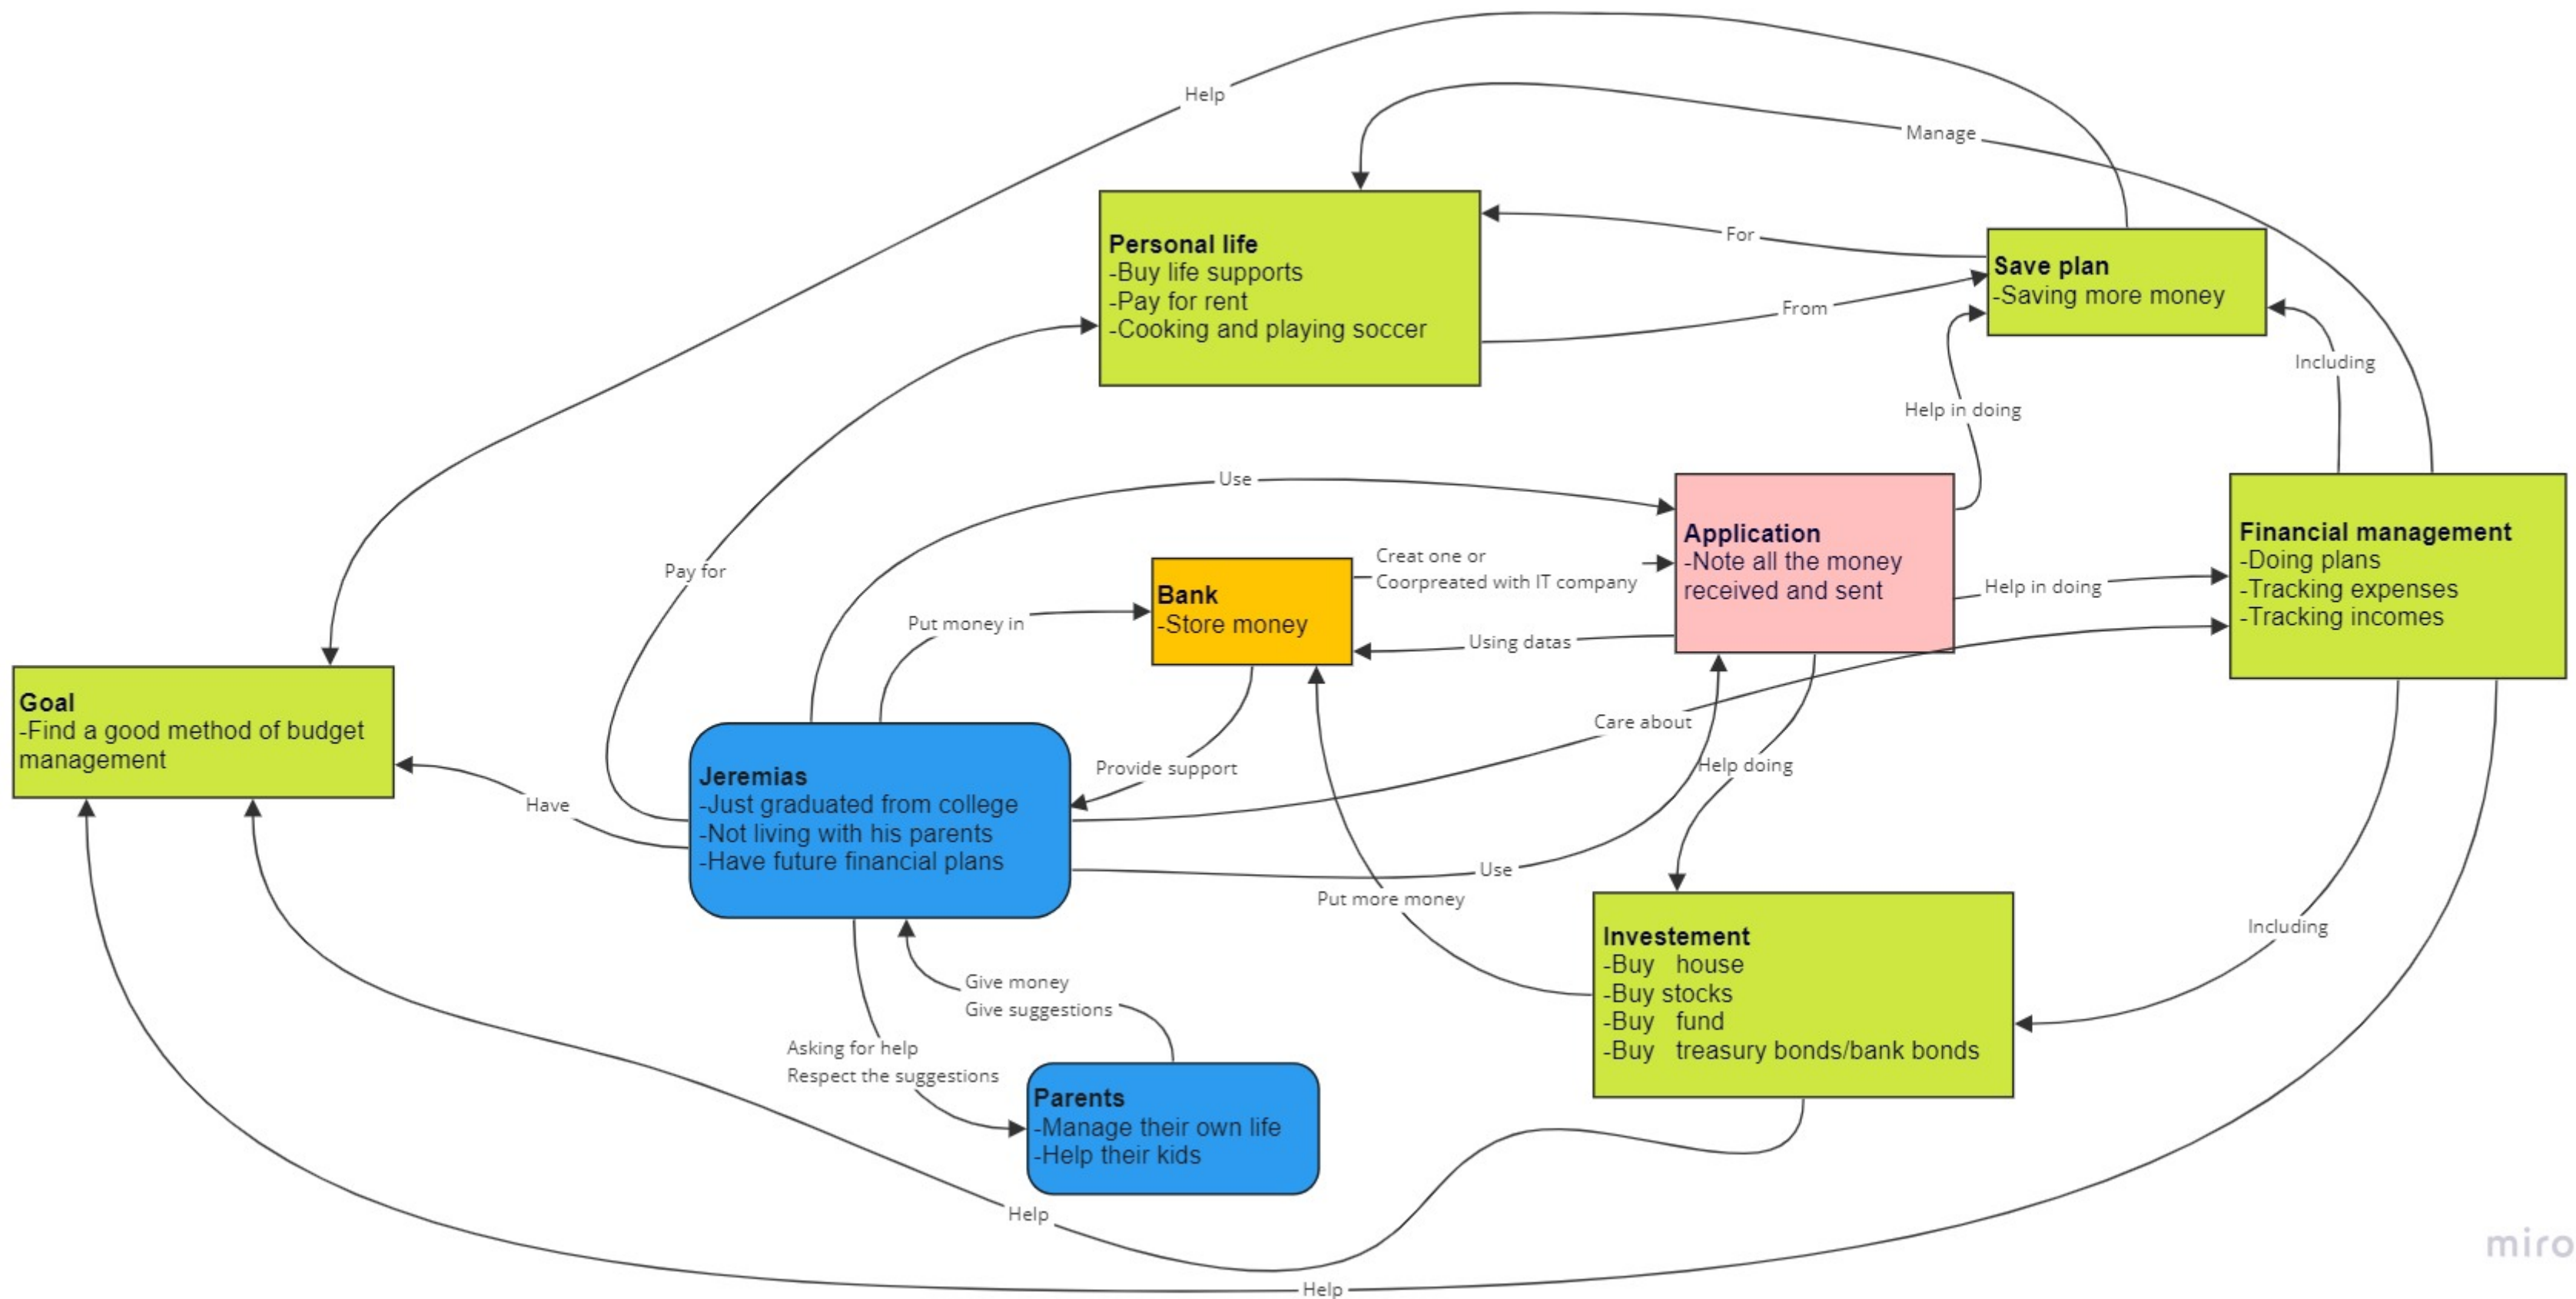 Help
Manage
Personal life
-Buy life supports
-Pay for rent
-Cooking and playing soccer
For
From
Save plan
-Saving more money
Including
Help in doing
Use
Pay for
Application
-Note all the money
received and sent
Financial management
-Doing plans
-Tracking expenses
-Tracking incomes
Creat one or
Coorpreated with IT company
Help in doing
Bank
-Store money
Put money in
Using datas
Goal
-Find a good method of budget
management
Care about
Provide support
Help doing
Have
Jeremias
-Just graduated from college
-Not living with his parents
-Have future financial plans
Use
Put more money
Investement
-Buy house
-Buy stocks
-Buy fund
-Buy treasury bonds/bank bonds
Including
Give money
Give suggestions
Asking for help
Respect the suggestions
Parents
-Manage their own life
-Help their kids
Help
Help
miro